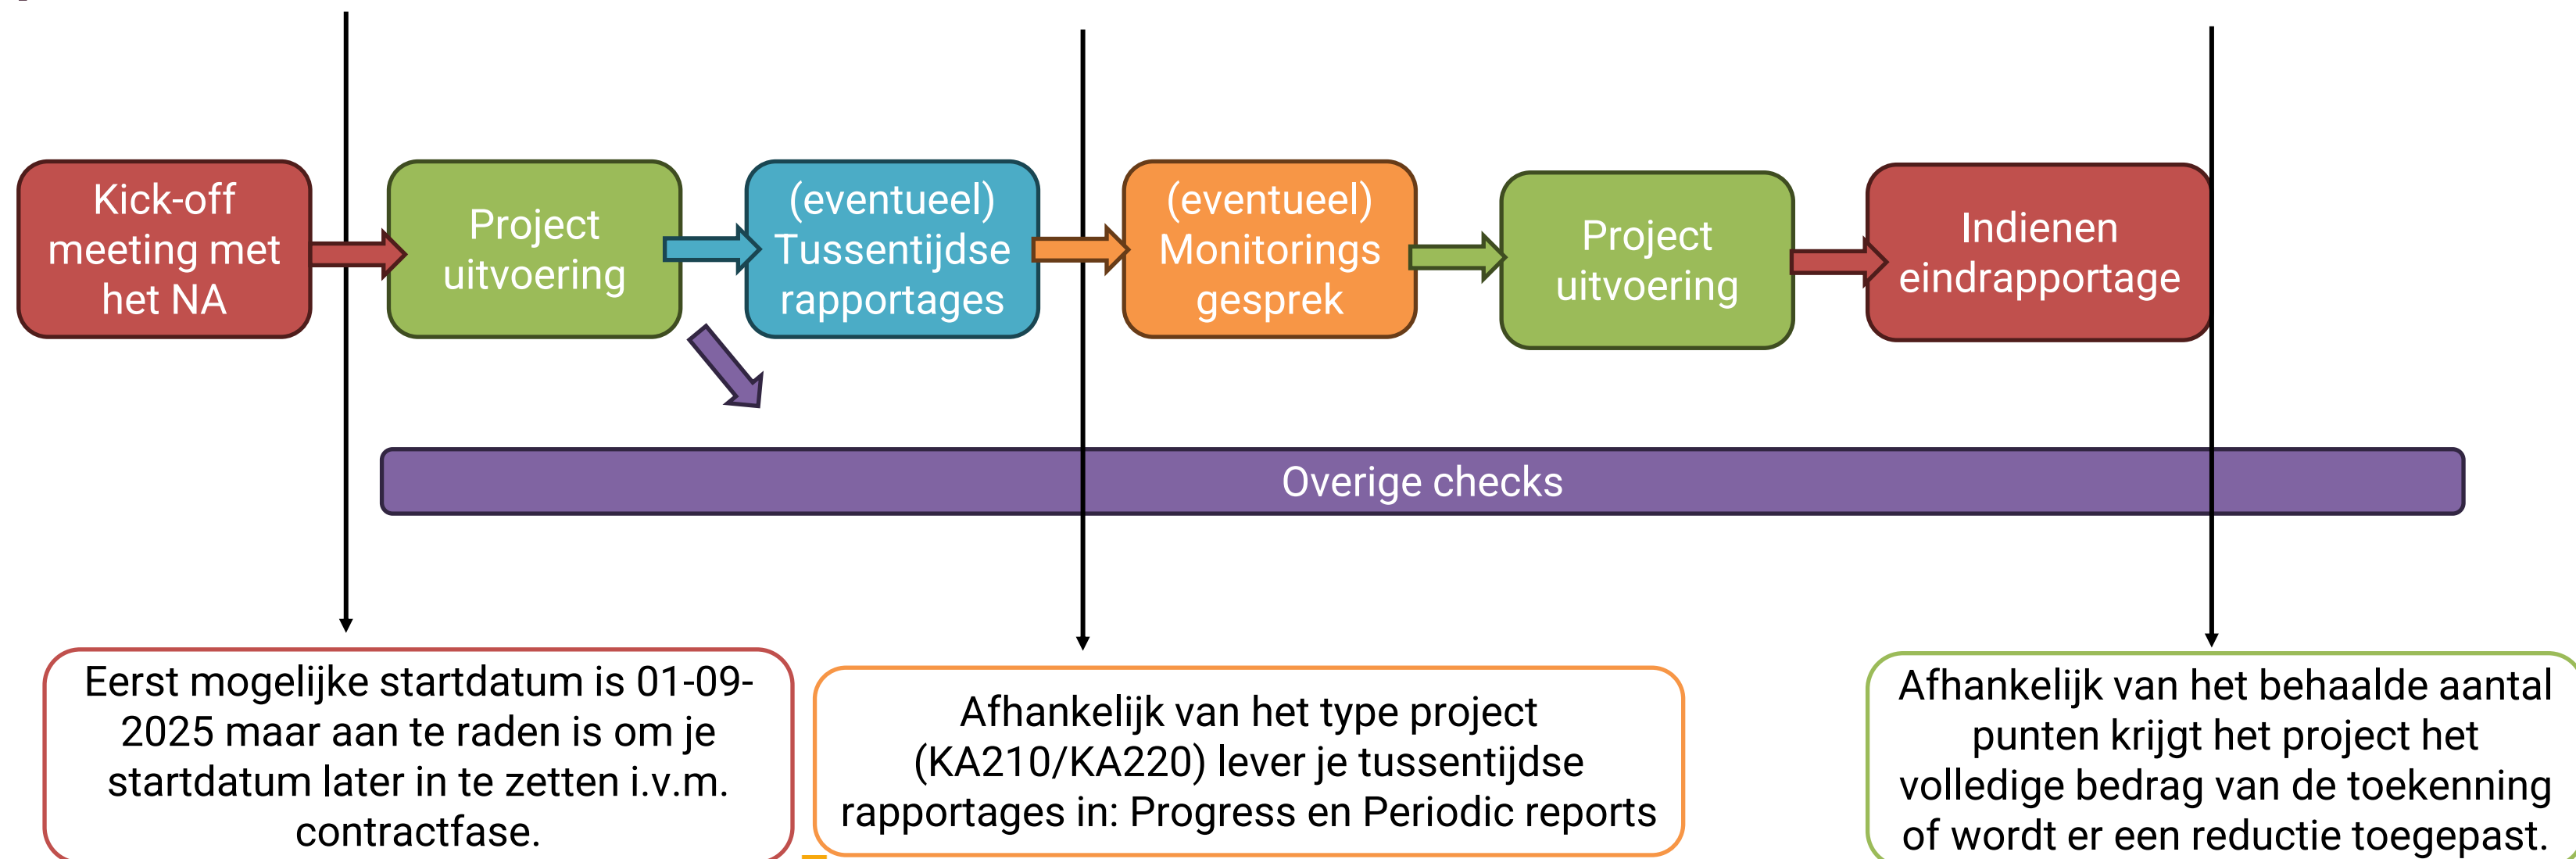 Kick-off
meeting met
het NA
Project
uitvoering
(eventueel)
Tussentijdse
rapportages
(eventueel)
Monitorings
gesprek
Project
uitvoering
Indienen
eindrapportage
Overige checks
Eerst mogelijke startdatum is 01-09-
2025 maar aan te raden is om je
startdatum later in te zetten i.v.m.
contractfase.
Afhankelijk van het type project
(KA210/KA220) lever je tussentijdse
rapportages in: Progress en Periodic reports
Afhankelijk van het behaalde aantal
punten krijgt het project het
volledige bedrag van de toekenning
of wordt er een reductie toegepast.